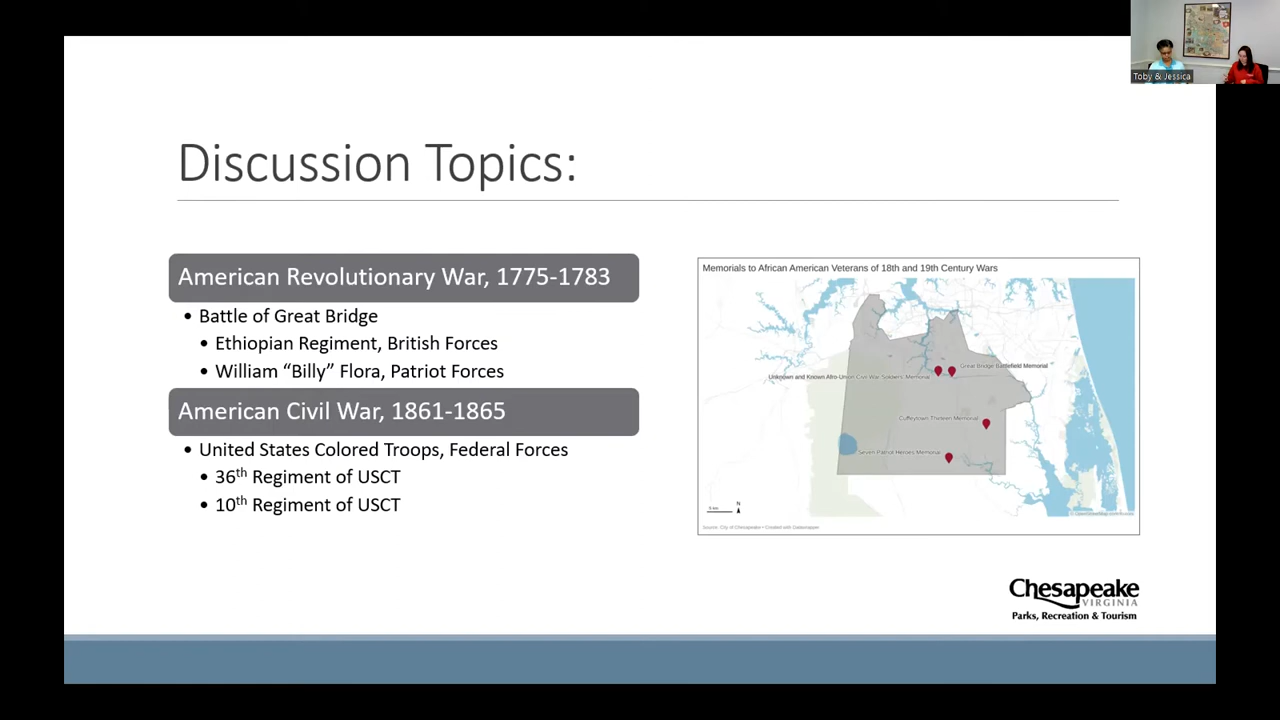 Toby & Jessica
Discussion Topics:
American Revolutionary War, 1775-1783
• Battle of Great Bridge
• Ethiopian Regiment, British Forces
• William “Billy” Flora, Patriot Forces
American Civil War, 1861-1865
• United States Colored Troops, Federal Forces
• 36th Regiment of USCT
• 10th Regiment of USCT
Memorials to African American Veterans of 18th and 19th Century Wars
Great Bridge Battlefield Memorial
Unknown and Known Afro-Union Civil War Soldiers Memorial
Cuffeytown Thirteen Memorial
Seven Patriot Heroes Memorial
N
5 km
Source: City of Chesapeake • Created with Datawrapper
Chesapeake
VIRGINIA
Parks, Recreation & Tourism